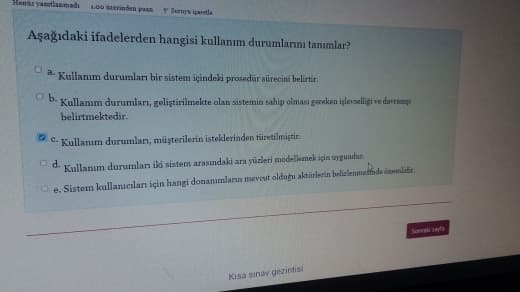 Henüz yanıtlanmadı 1,00 üzerinden puan Soruyu işaretle
Aşağıdaki ifadelerden hangisi kullanım durumlarını tanımlar?
a. Kullanım durumları bir sistem içindeki prosedür sürecini belirtir.
b. Kullanım durumları, geliştirilmekte olan sistemin sahip olması gereken işlevselliği ve davranışı
belirtmektedir.
c. Kullanım durumları, müşterilerin isteklerinden türetilmiştir.
d. Kullanım durumları iki sistem arasındaki ara yüzleri modellemek için uygundur.
e. Sistem kullanıcıları için hangi donanımların mevcut olduğu aktörlerin belirlenmesinde önemlidir.
Sonraki sayfa
Kısa sınav gezintisi